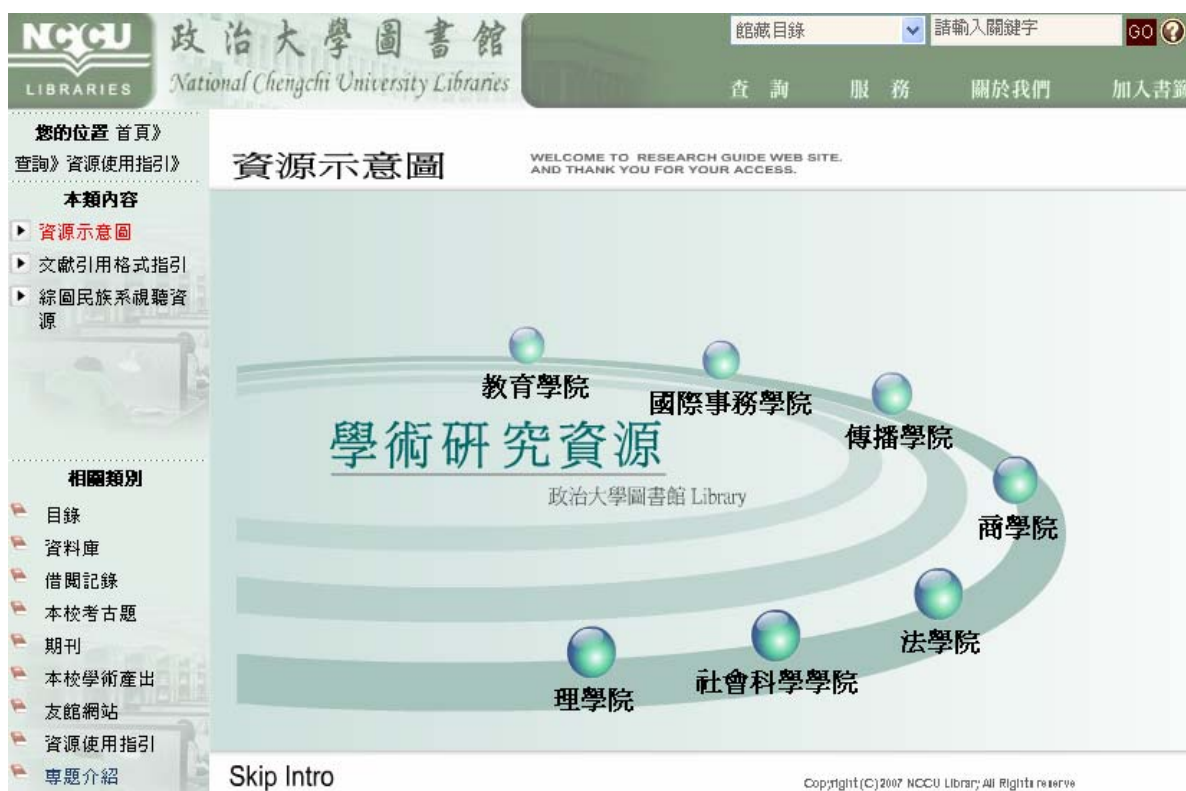 NCCU
LIBRARIES
政治大學圖書館
National Chengchi University Libraries
館藏目錄
請輸入關鍵字
GO ?
查 詢 服 務 關於我們 加入書籤
您的位置 首頁》
查詢》資源使用指引》
本類內容
資源示意圖
文獻引用格式指引
綜圖民族系視聽資
源
相關類別
目錄
資料庫
借閱記錄
本校考古題
期刊
本校學術產出
友館網站
資源使用指引
專題介紹
資源示意圖
WELCOME TO RESEARCH GUIDE WEB SITE.
AND THANK YOU FOR YOUR ACCESS.
教育學院
國際事務學院
傳播學院
學術研究資源
政治大學圖書館 Library
商學院
法學院
社會科學學院
理學院
Skip Intro
Copyright (C) 2007 NCCU Library All Rights reserve